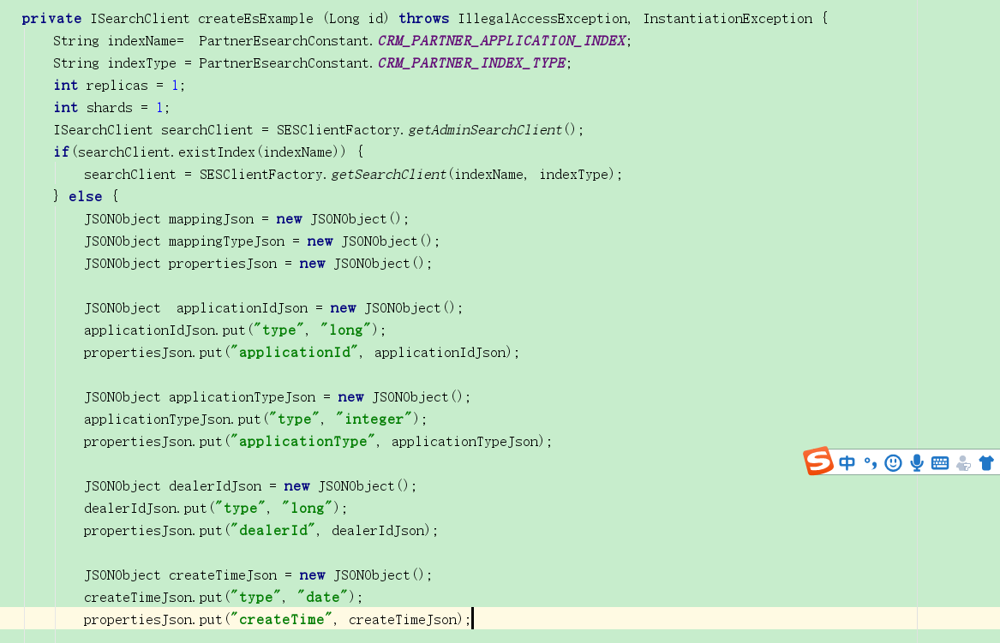 private ISearchClient createEsExample (Long id) throws IllegalAccessException, InstantiationException {
    String indexName=  PartnerEsearchConstant.CRM_PARTNER_APPLICATION_INDEX;
    String indexType = PartnerEsearchConstant.CRM_PARTNER_INDEX_TYPE;
    int replicas = 1;
    int shards = 1;
    ISearchClient searchClient = SESClientFactory.getAdminSearchClient();
    if(searchClient.existIndex(indexName)) {
        searchClient = SESClientFactory.getSearchClient(indexName, indexType);
    } else {
        JSONObject mappingJson = new JSONObject();
        JSONObject mappingTypeJson = new JSONObject();
        JSONObject propertiesJson = new JSONObject();

        JSONObject  applicationIdJson = new JSONObject();
        applicationIdJson.put("type", "long");
        propertiesJson.put("applicationId", applicationIdJson);

        JSONObject applicationTypeJson = new JSONObject();
        applicationTypeJson.put("type", "integer");
        propertiesJson.put("applicationType", applicationTypeJson);

        JSONObject dealerIdJson = new JSONObject();
        dealerIdJson.put("type", "long");
        propertiesJson.put("dealerId", dealerIdJson);

        JSONObject createTimeJson = new JSONObject();
        createTimeJson.put("type", "date");
        propertiesJson.put("createTime", createTimeJson);
S 中 °,